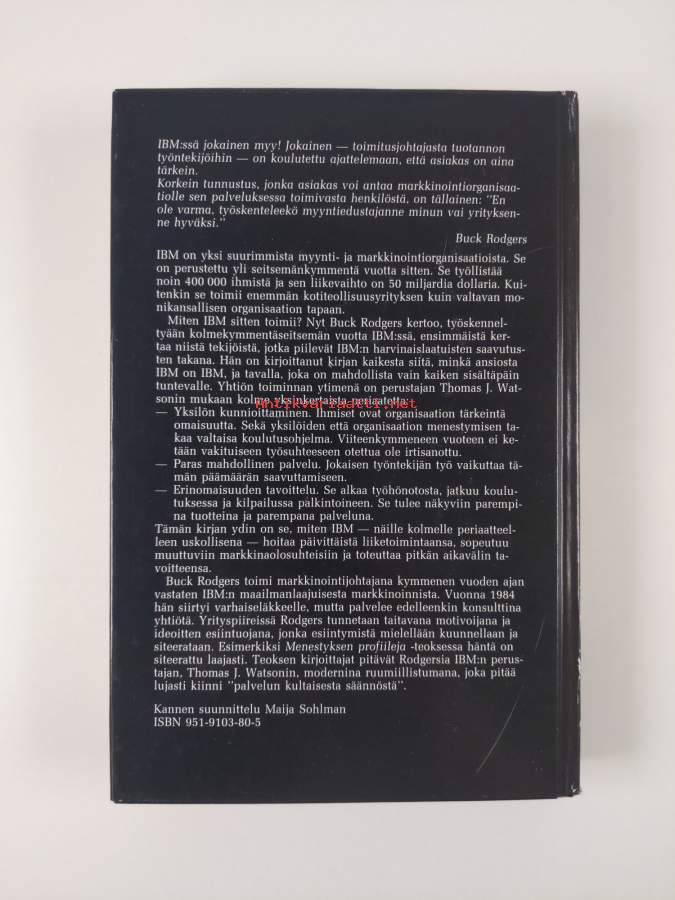 IBM:ssä jokainen myy! Jokainen — toimitusjohtajasta tuotannon
työntekijöihin — on koulutettu ajattelemaan, että asiakas on aina
tärkein.
Korkein tunnustus, jonka asiakas voi antaa markkinointiorganisaa-
tiolle sen palveluksessa toimivasta henkilöstä, on tällainen: "En
ole varma, työskenteleekö myyntiedustajanne minun vai yrityksen-
ne hyväksi."
Buck Rodgers
IBM on yksi suurimmista myynti- ja markkinointiorganisaatioista. Se
on perustettu yli seitsemänkymmentä vuotta sitten. Se työllistää
noin 400 000 ihmistä ja sen liikevaihto on 50 miljardia dollaria. Kui-
tenkin se toimii enemmän kotiteollisuusyrityksen kuin valtavan mo-
nikansallisen organisaation tapaan.
Miten IBM sitten toimii? Nyt Buck Rodgers kertoo, työskennel-
tyään kolmekymmentäseitsemän vuotta IBM:ssä, ensimmäistä ker-
taa niistä tekijöistä, jotka piilevät IBM:n harvinaislaatuisten saavutus-
ten takana. Hän on kirjoittanut kirjan kaikesta siitä, minkä ansiosta
IBM on IBM, ja tavalla, joka on mahdollista vain kaiken sisältäpäin
tuntevalle. Yhtiön toiminnan ytimenä on perustajan Thomas J. Wat-
sonin mukaan kolme yksinkertaista periaatetta:
Antikvariaatti.net
— Yksilön kunnioittaminen. Ihmiset ovat organisaation tärkeintä
omaisuutta. Sekä yksilöiden että organisaation menestymisen ta-
kaa valtaisa koulutusohjelma. Viiteenkymmeneen vuoteen ei ke-
tään vakituiseen työsuhteeseen otettua ole irtisanottu.
— Paras mahdollinen palvelu. Jokaisen työntekijän työ vaikuttaa tä-
män päämäärän saavuttamiseen.
— Erinomaisuuden tavoittelu. Se alkaa työhönotosta, jatkuu koulu-
tuksessa ja kilpailussa palkintoineen. Se tulee näkyviin parempi-
na tuotteina ja parempana palveluna.
Tämän kirjan ydin on se, miten IBM — näille kolmelle periaatteel-
leen uskollisena — hoitaa päivittäistä liiketoimintaansa, sopeutuu
muuttuviin markkinaolosuhteisiin ja toteuttaa pitkän aikavälin ta-
voitteensa.
Buck Rodgers toimi markkinointijohtajana kymmenen vuoden ajan
vastaten IBM:n maailmanlaajuisesta markkinoinnista. Vuonna 1984
hän siirtyi varhaiseläkkeelle, mutta palvelee edelleenkin konsulttina
yhtiötä. Yrityspiireissä Rodgers tunnetaan taitavana motivoijana ja
ideoitten esiintuojana, jonka esiintymistä mielellään kuunnellaan ja
siteerataan. Esimerkiksi Menestyksen profiileja -teoksessa häntä on
siteerattu laajasti. Teoksen kirjoittajat pitävät Rodgersia IBM:n perus-
tajan, Thomas J. Watsonin, modernina ruumiillistumana, joka pitää
lujasti kiinni "palvelun kultaisesta säännöstä".
Kannen suunnittelu Maija Sohlman
ISBN 951-9103-80-5